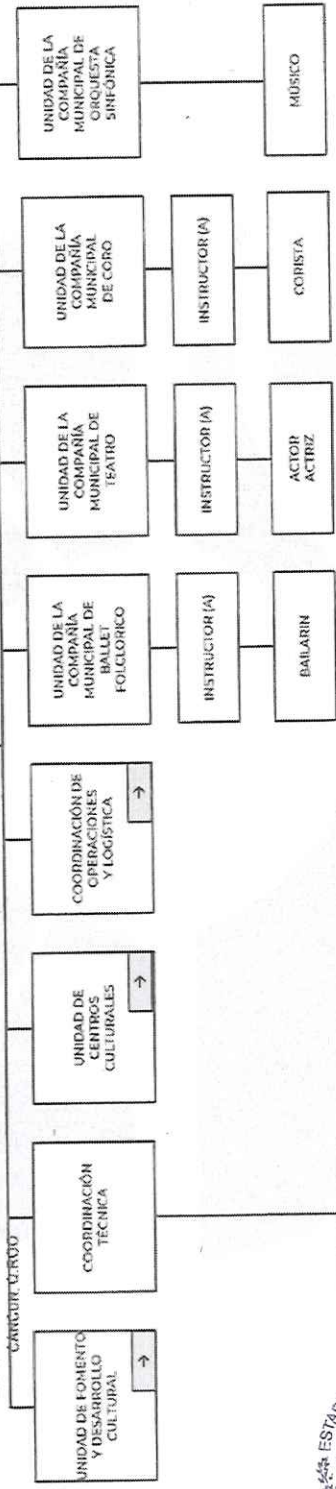 CANCUN, Q.ROO
UNIDAD DE FOMENTO
Y DESARROLLO
CULTURAL
→
COORDINACIÓN
TÉCNICA
UNIDAD DE
CENTROS
CULTURALES
→
COORDINACIÓN DE
OPERACIONES
Y LOGÍSTICA
→
UNIDAD DE LA
COMPAÑÍA
MUNICIPAL DE
BALLET
FOLCLORICO
UNIDAD DE LA
COMPAÑÍA
MUNICIPAL DE
TEATRO
UNIDAD DE LA
COMPAÑÍA
MUNICIPAL
DE CORO
UNIDAD DE LA
COMPAÑÍA
MUNICIPAL DE
ORQUESTA
SINFÓNICA
INSTRUCTOR (A)
INSTRUCTOR (A)
INSTRUCTOR (A)
BAILARIN
ACTOR
ACTRIZ
CORISTA
MÚSICO